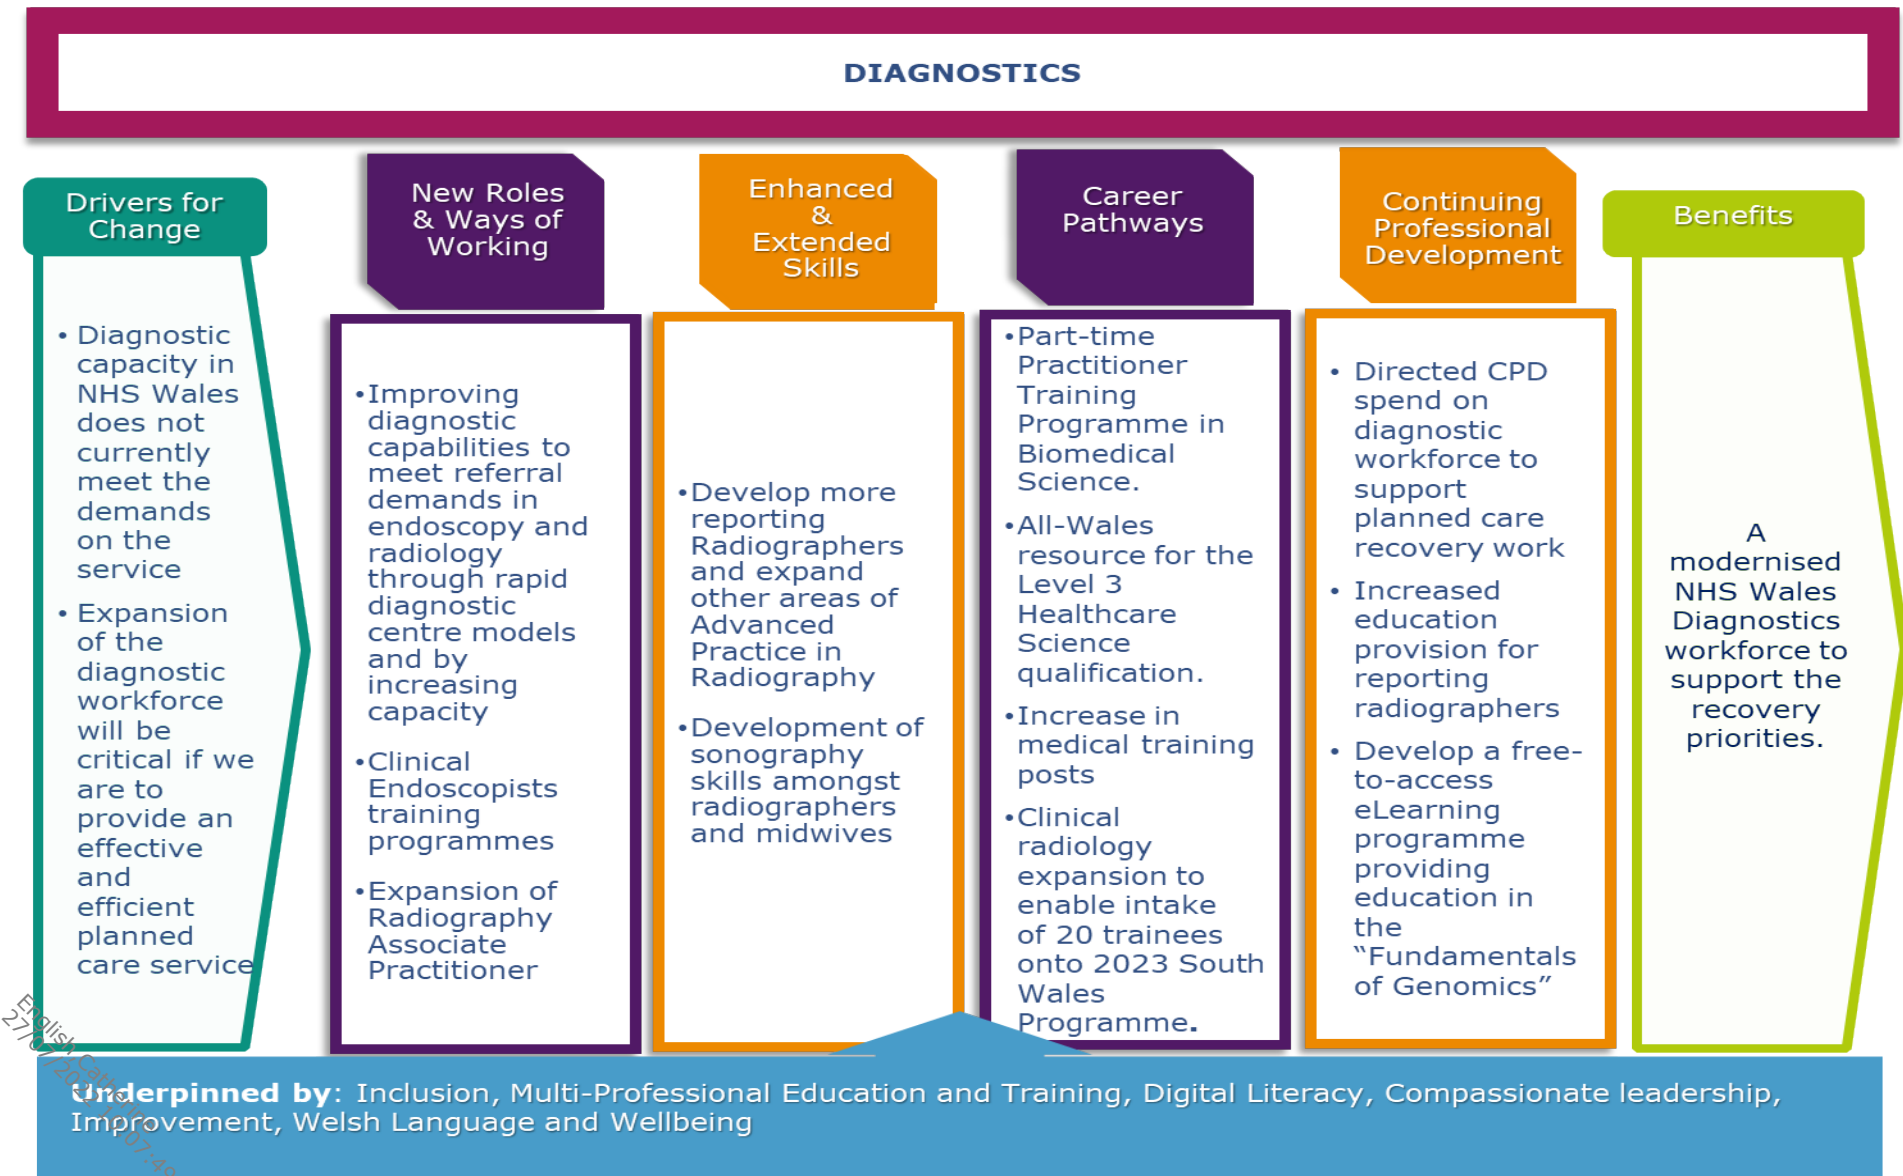 DIAGNOSTICS
Drivers for
Change
• Diagnostic
capacity in
NHS Wales
does not
currently
meet the
demands
on the
service
• Expansion
of the
diagnostic
workforce
will be
critical if we
are to
provide an
effective
and
efficient
planned
care service
New Roles
& Ways of
Working
•Improving
diagnostic
capabilities to
meet referral
demands in
endoscopy and
radiology
through rapid
diagnostic
centre models
and by
increasing
capacity
•Clinical
Endoscopists
training
programmes
•Expansion of
Radiography
Associate
Practitioner
Enhanced
&
Extended
Skills
•Develop more
reporting
Radiographers
and expand
other areas of
Advanced
Practice in
Radiography
•Development of
sonography
skills amongst
radiographers
and midwives
Career
Pathways
•Part-time
Practitioner
Training
Programme in
Biomedical
Science.
•All-Wales
resource for the
Level 3
Healthcare
Science
qualification.
•Increase in
medical training
posts
•Clinical
radiology
expansion to
enable intake
of 20 trainees
onto 2023 South
Wales
Programme.
Continuing
Professional
Development
• Directed CPD
spend on
diagnostic
workforce to
support
planned care
recovery work
• Increased
education
provision for
reporting
radiographers
• Develop a free-
to-access
eLearning
programme
providing
education in
the
“Fundamentals
of Genomics”
Benefits
A
modernised
NHS Wales
Diagnostics
workforce to
support the
recovery
priorities.
Underpinned by: Inclusion, Multi-Professional Education and Training, Digital Literacy, Compassionate leadership,
Improvement, Welsh Language and Wellbeing
English